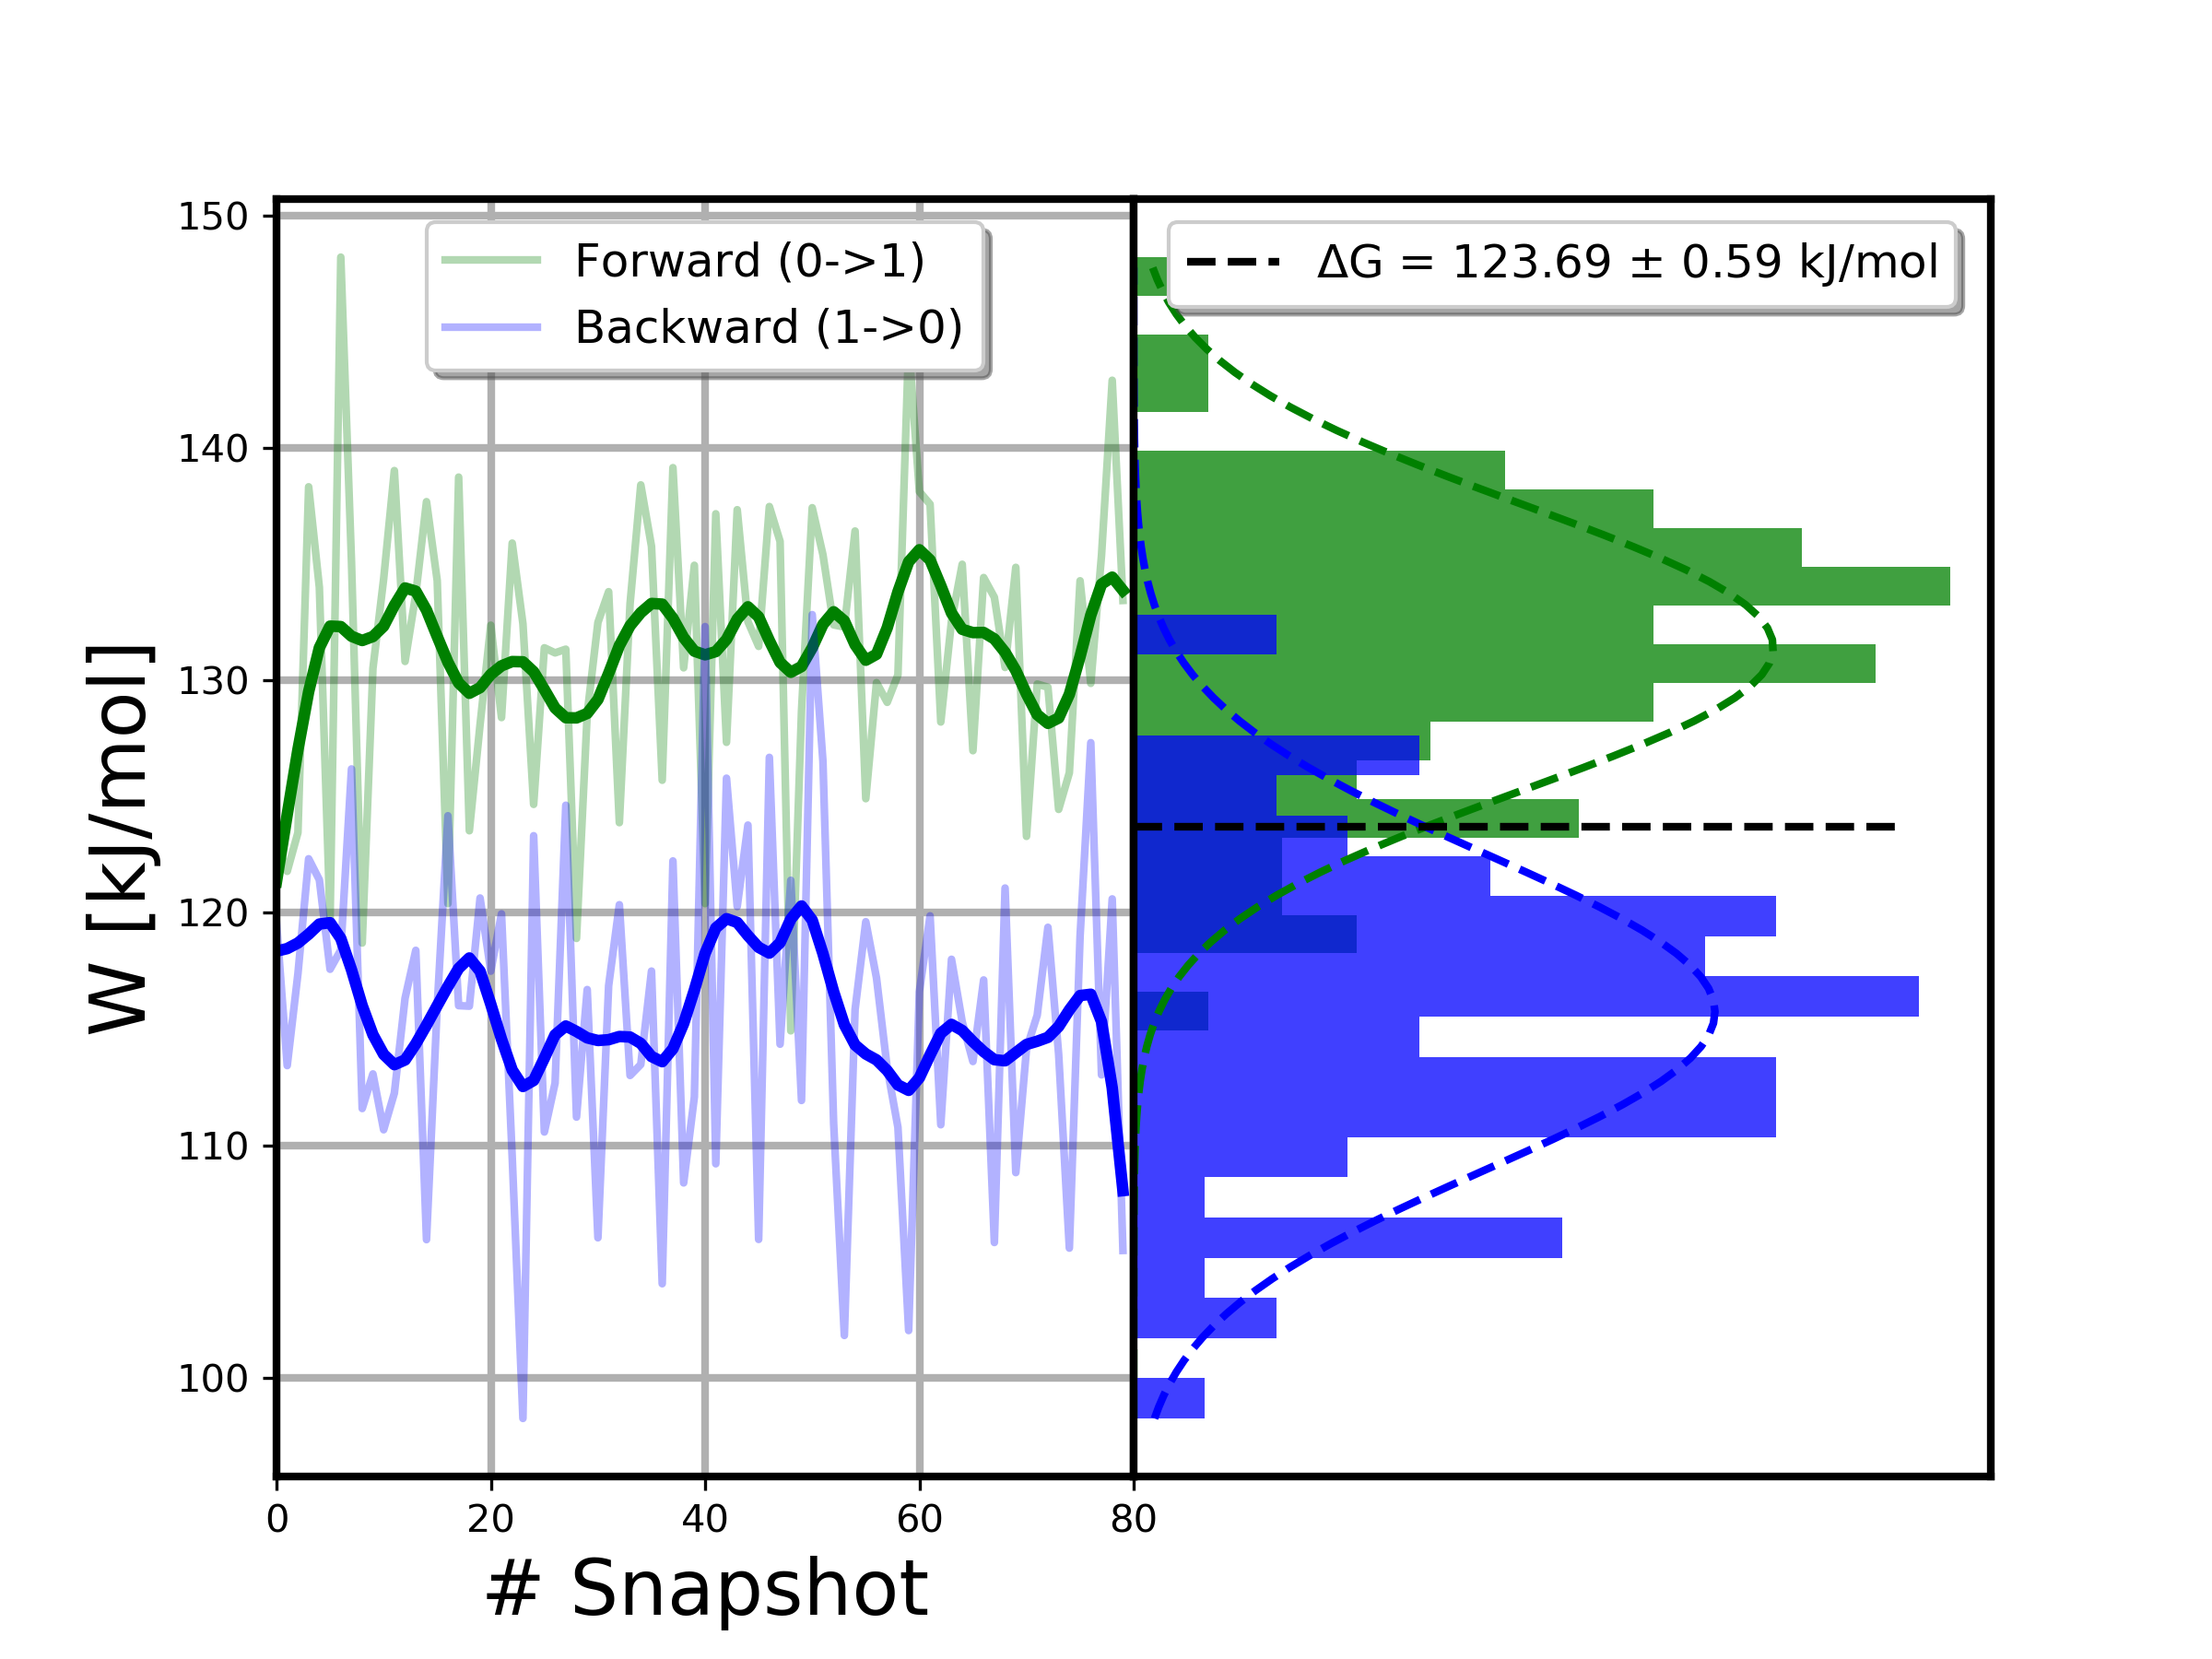 150
140
130
120
110
100
W [kJ/mol]
Forward (0->1)
Backward (1->0)
ΔG = 123.69 ± 0.59 kJ/mol
0 20 40 60 80
# Snapshot